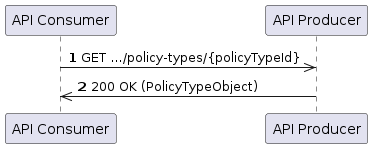 API Consumer API Producer
1 GET .../policy-types/{policyTypeId}
2 200 OK (PolicyTypeObject)
API Consumer API Producer